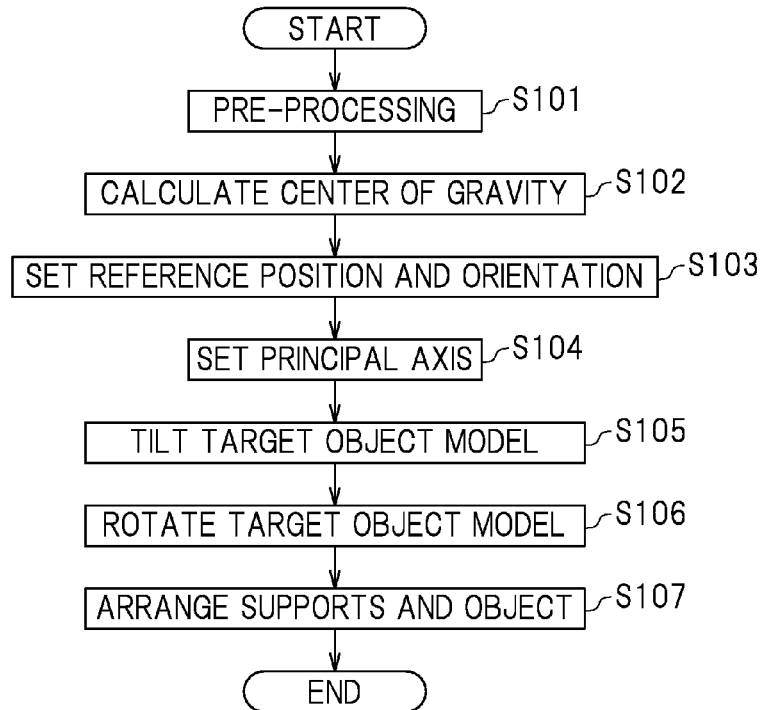 START
PRE-PROCESSING
S101
CALCULATE CENTER OF GRAVITY
S102
SET REFERENCE POSITION AND ORIENTATION
S103
SET PRINCIPAL AXIS
S104
TILT TARGET OBJECT MODEL
S105
ROTATE TARGET OBJECT MODEL
S106
ARRANGE SUPPORTS AND OBJECT
S107
END